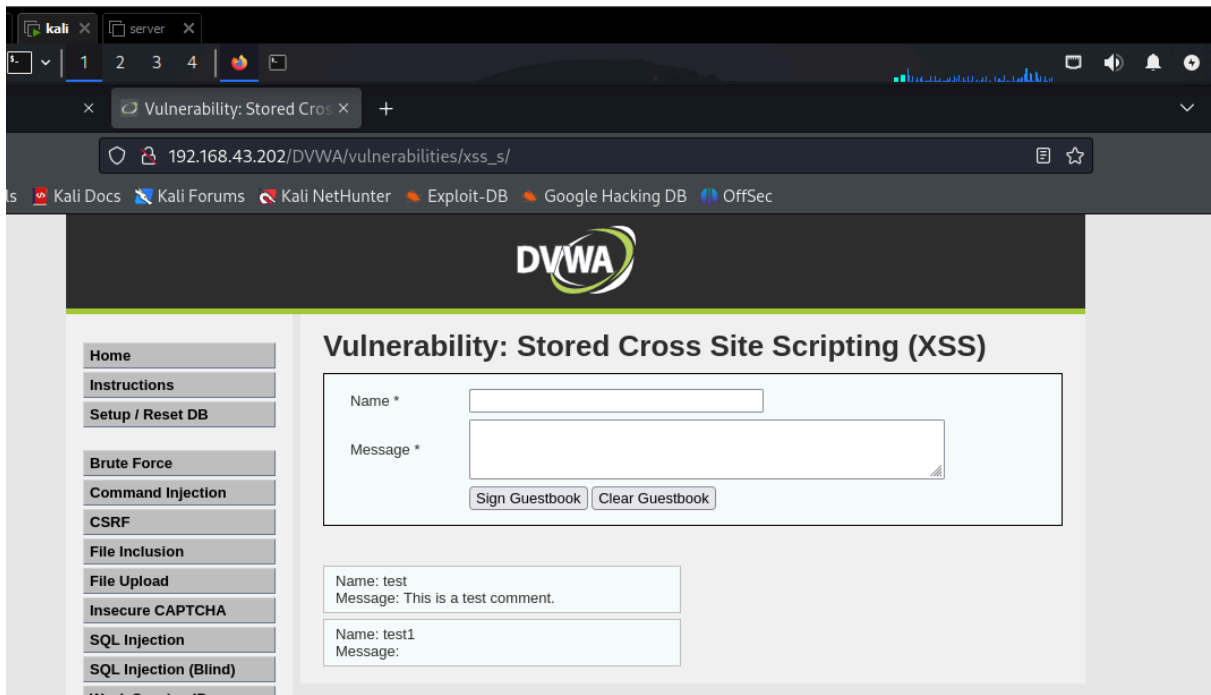 kali × server ×
1 2 3 4
× Vulnerability: Stored Cros × +
192.168.43.202/DVWA/vulnerabilities/xss_s/
ls Kali Docs Kali Forums Kali NetHunter Exploit-DB Google Hacking DB OffSec
DVWA
Vulnerability: Stored Cross Site Scripting (XSS)
Home
Instructions
Setup / Reset DB
Brute Force
Command Injection
CSRF
File Inclusion
File Upload
Insecure CAPTCHA
SQL Injection
SQL Injection (Blind)
Name *
Message *
Sign Guestbook Clear Guestbook
Name: test
Message: This is a test comment.
Name: test1
Message: